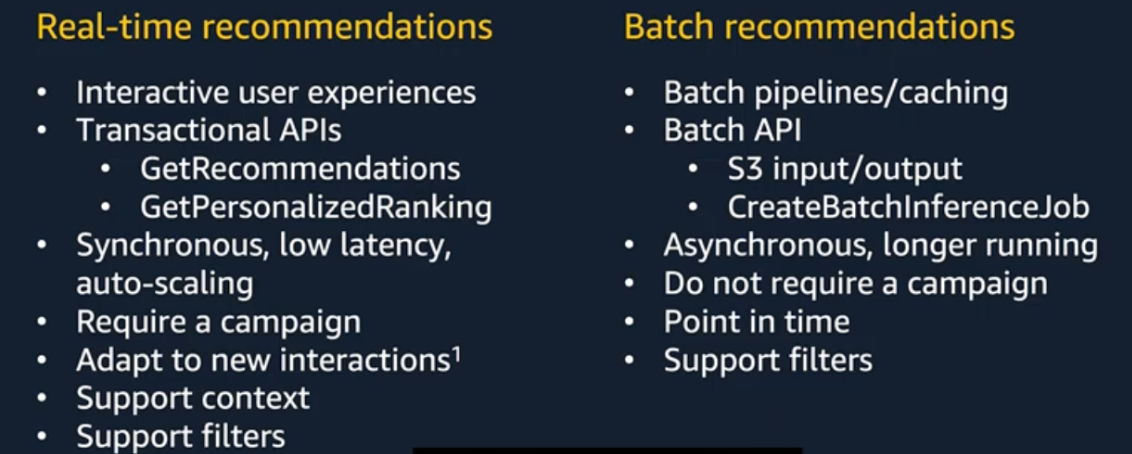 Real-time recommendations
• Interactive user experiences
• Transactional APIs
• GetRecommendations
• GetPersonalizedRanking
• Synchronous, low latency,
auto-scaling
• Require a campaign
• Adapt to new interactions¹
• Support context
• Support filters
Batch recommendations
• Batch pipelines/caching
• Batch API
• S3 input/output
• CreateBatchInferenceJob
• Asynchronous, longer running
• Do not require a campaign
• Point in time
• Support filters